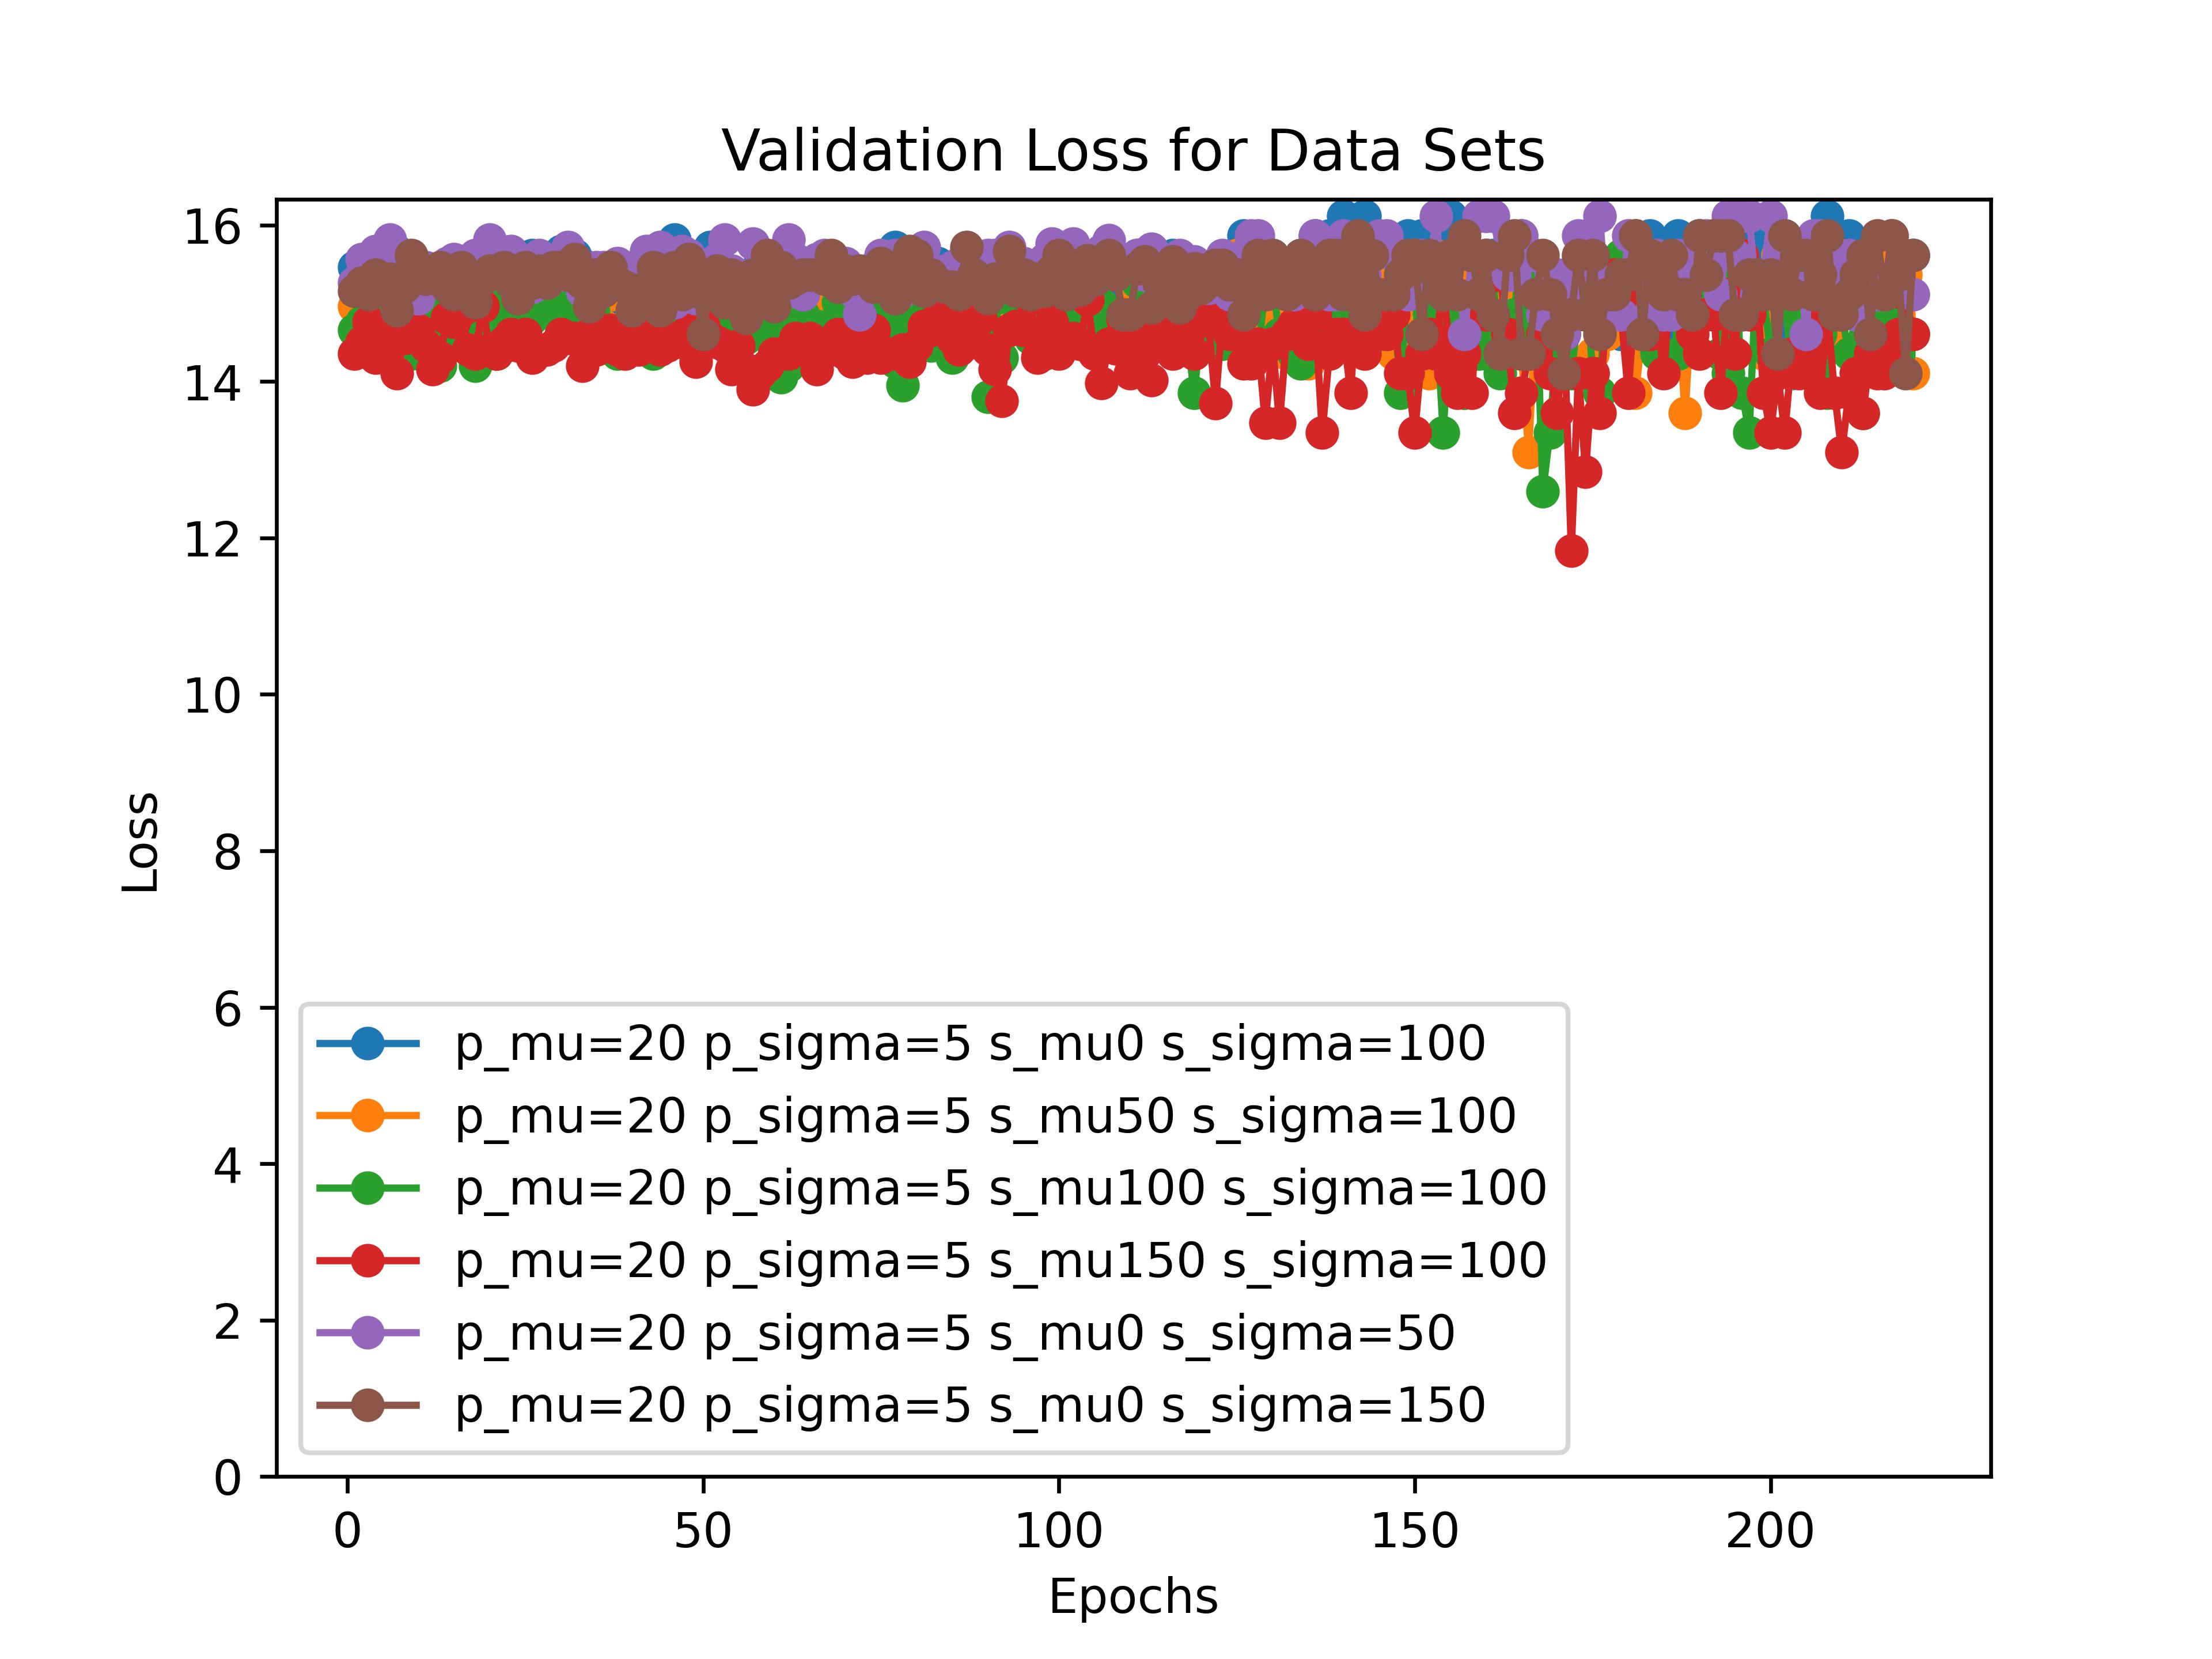 Validation Loss for Data Sets
16
14
12
10
8
6
4
2
0
Loss
p_mu=20 p_sigma=5 s_mu0 s_sigma=100
p_mu=20 p_sigma=5 s_mu50 s_sigma=100
p_mu=20 p_sigma=5 s_mu100 s_sigma=100
p_mu=20 p_sigma=5 s_mu150 s_sigma=100
p_mu=20 p_sigma=5 s_mu0 s_sigma=50
p_mu=20 p_sigma=5 s_mu0 s_sigma=150
0 50 100 150 200
Epochs